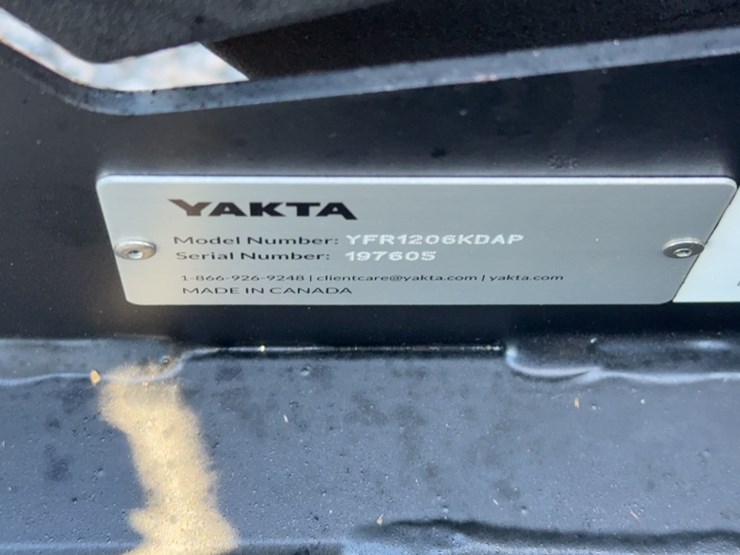 YAKTA
Model Number: YFR1206KDAP
Serial Number: 197605
1-866-926-9248 | clientcare@yakta.com | yakta.com
MADE IN CANADA